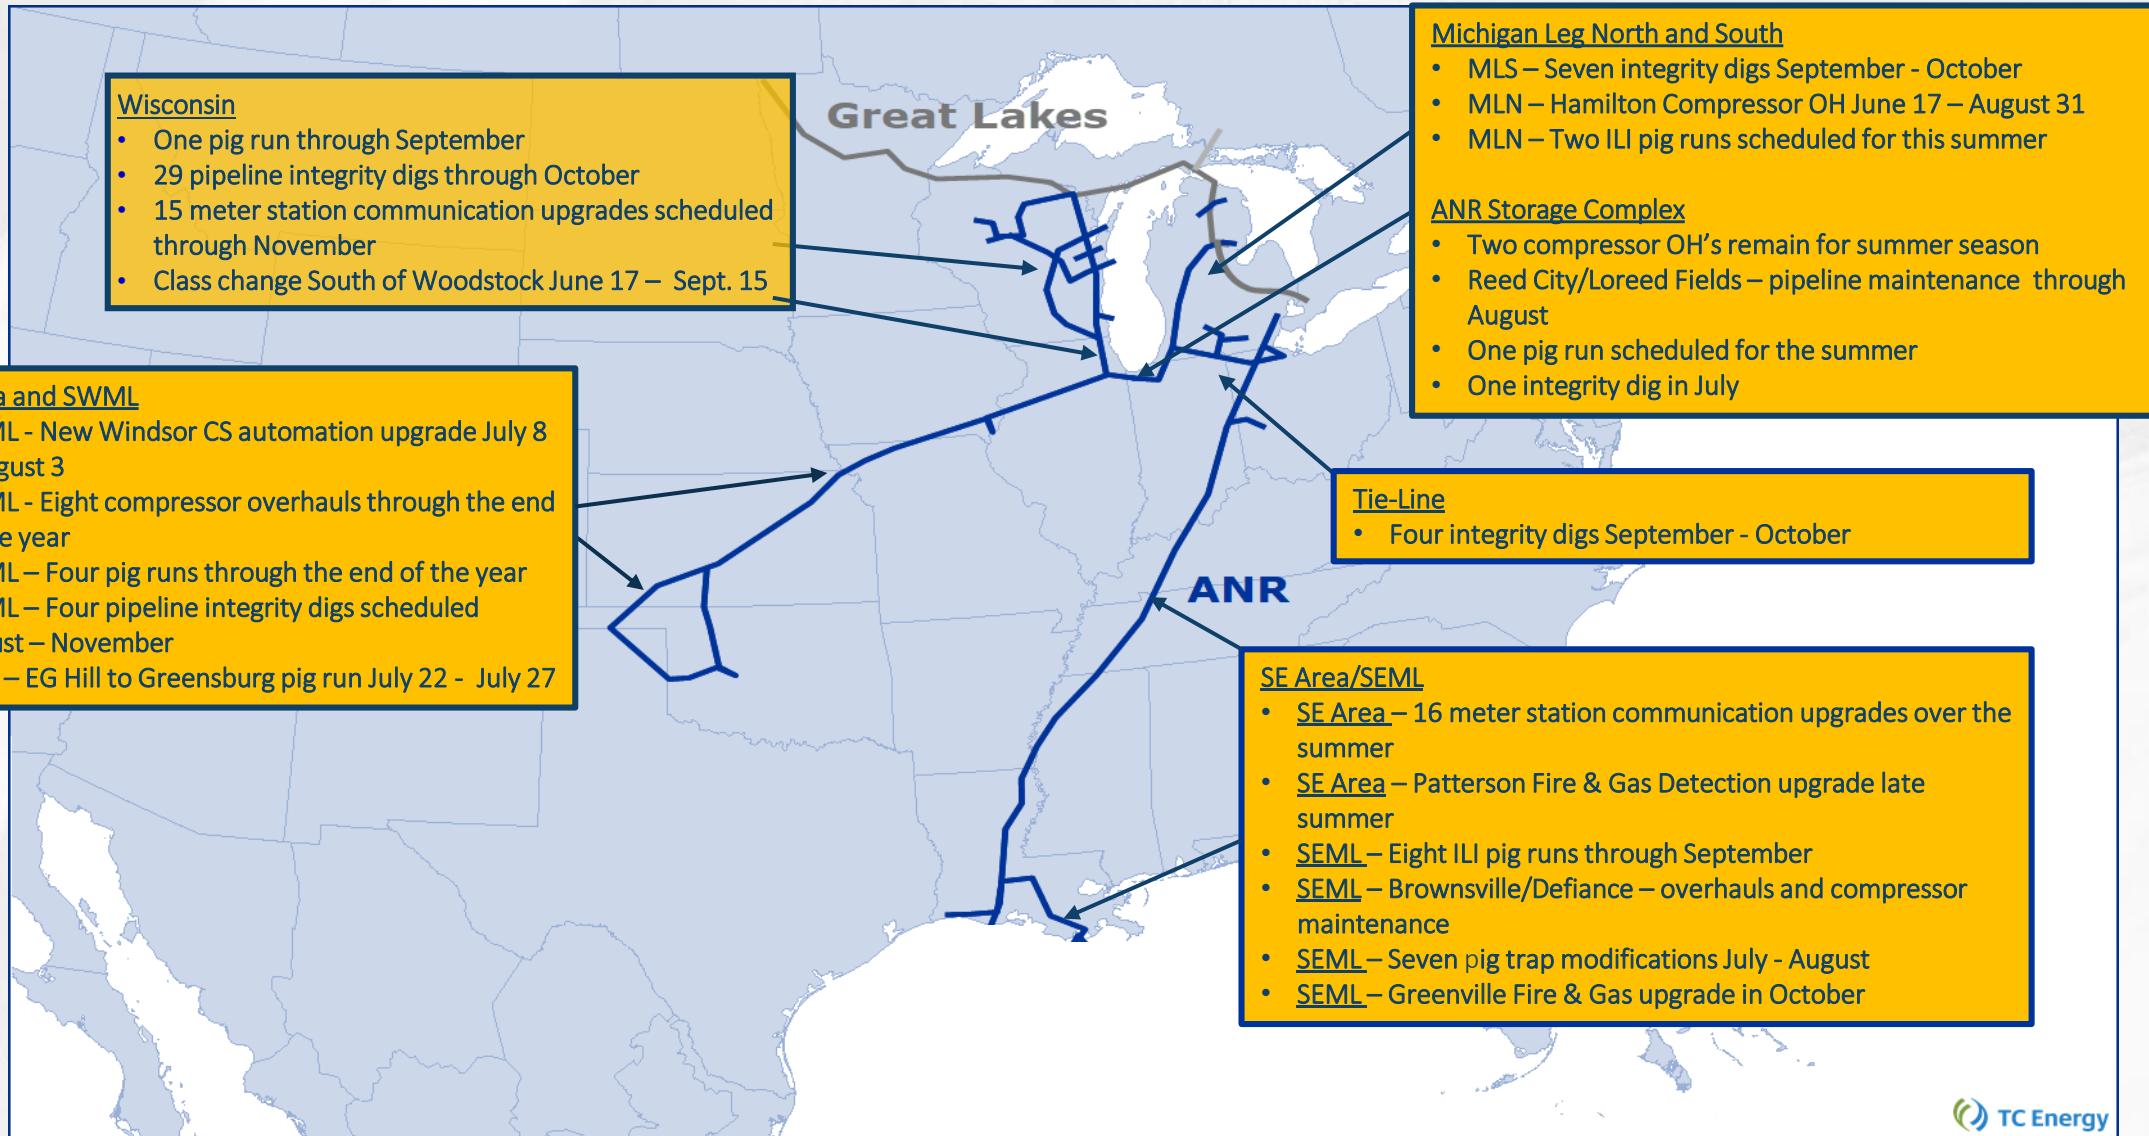 Great Lakes
Wisconsin
• One pig run through September
• 29 pipeline integrity digs through October
• 15 meter station communication upgrades scheduled
through November
• Class change South of Woodstock June 17 – Sept. 15
Michigan Leg North and South
• MLS – Seven integrity digs September - October
• MLN – Hamilton Compressor OH June 17 – August 31
• MLN – Two ILI pig runs scheduled for this summer
ANR Storage Complex
• Two compressor OH's remain for summer season
• Reed City/Loreed Fields – pipeline maintenance through
August
• One pig run scheduled for the summer
• One integrity dig in July
and SWML
- New Windsor CS automation upgrade July 8
3
- Eight compressor overhauls through the end
year
– Four pig runs through the end of the year
– Four pipeline integrity digs scheduled
– November
– EG Hill to Greensburg pig run July 22 - July 27
Tie-Line
• Four integrity digs September - October
ANR
SE Area/SEML
• SE Area – 16 meter station communication upgrades over the
summer
• SE Area – Patterson Fire & Gas Detection upgrade late
summer
• SEML – Eight ILI pig runs through September
• SEML – Brownsville/Defiance – overhauls and compressor
maintenance
• SEML – Seven pig trap modifications July - August
• SEML – Greenville Fire & Gas upgrade in October
TC Energy